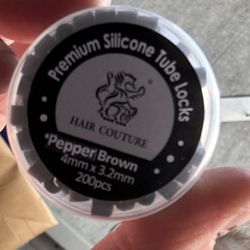 Premium Silicone Tube Locks
HAIR COUTURE
Pepper Brown
4mm x 3.2mm
200pcs